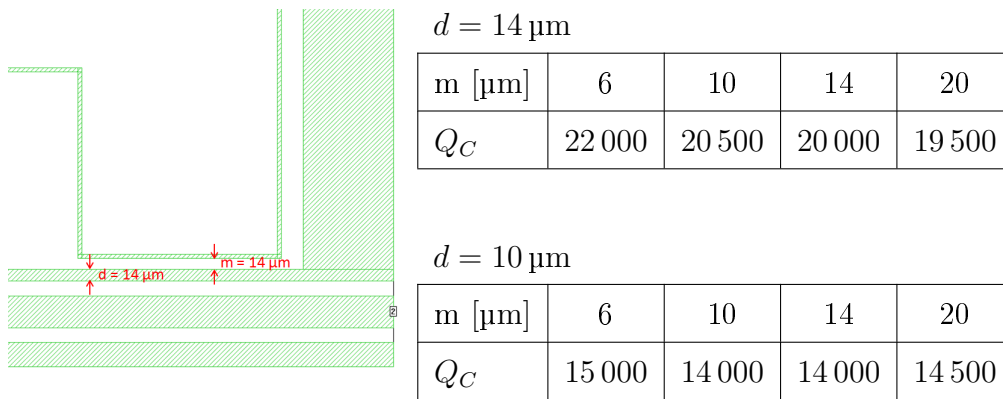 d = 14 µm
m = 14 µm
2
d = 14 µm
m [µm] 6 10 14 20
Q_C 22 000 20 500 20 000 19 500
d = 10 µm
m [µm] 6 10 14 20
Q_C 15 000 14 000 14 000 14 500